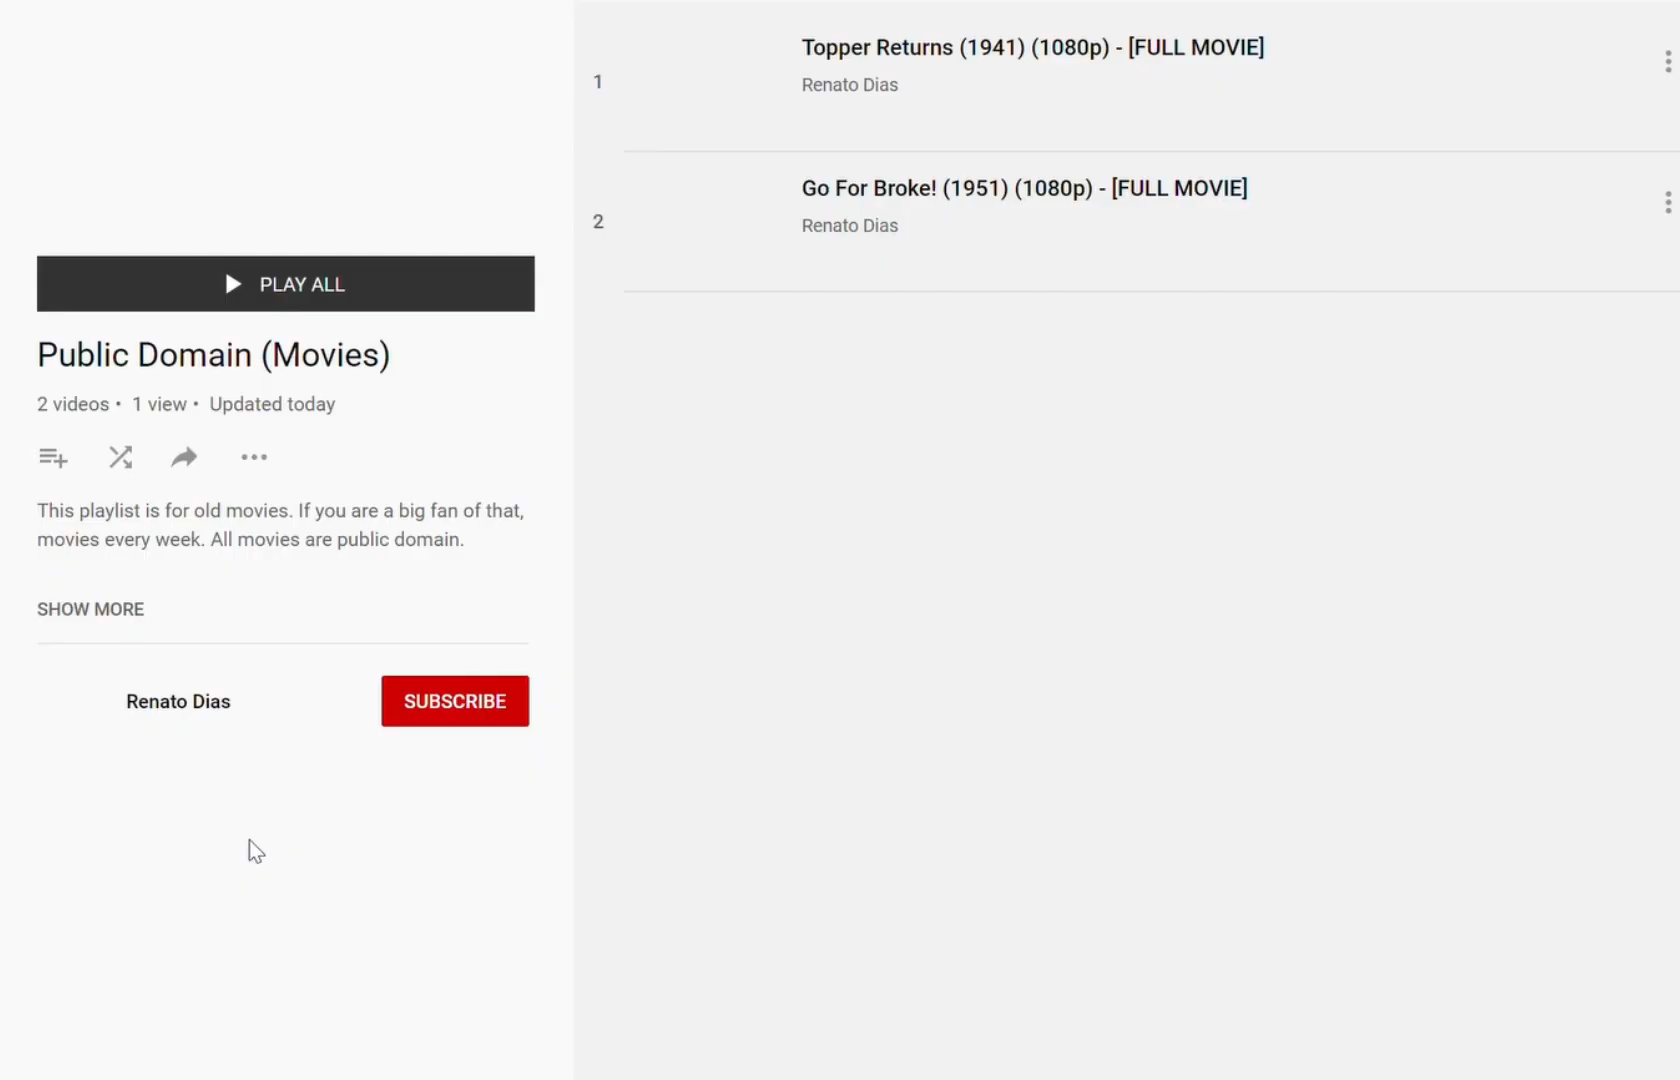 PLAY ALL
Public Domain (Movies)
2 videos • 1 view • Updated today
This playlist is for old movies. If you are a big fan of that,
movies every week. All movies are public domain.
SHOW MORE
Renato Dias
SUBSCRIBE
1
Topper Returns (1941) (1080p) - [FULL MOVIE]
Renato Dias
2
Go For Broke! (1951) (1080p) - [FULL MOVIE]
Renato Dias